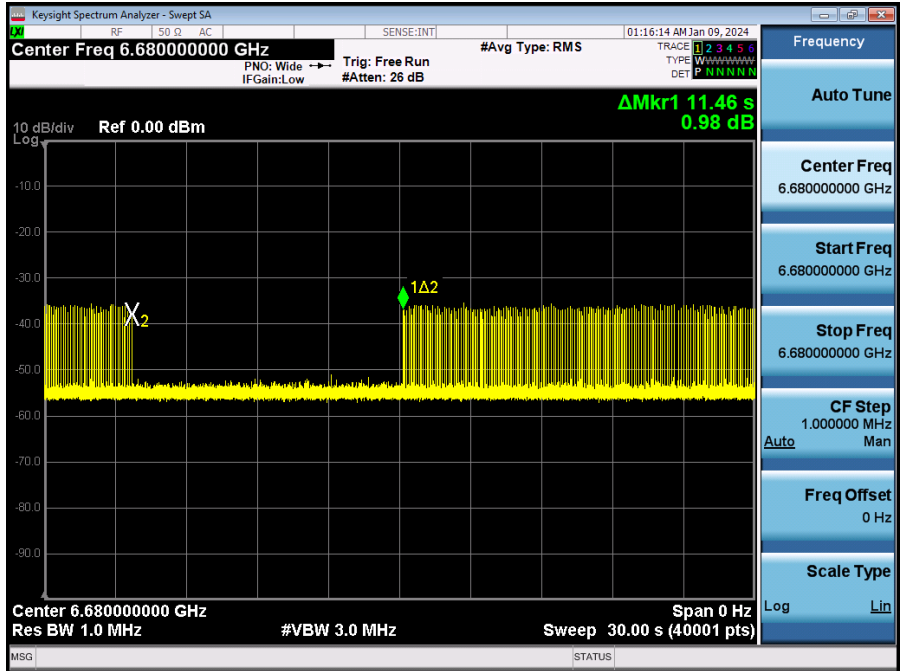 Keysight Spectrum Analyzer - Swept SA
LXI RF 50 Ω AC SENSE:INT 01:16:14 AM Jan 09, 2024
Center Freq 6.680000000 GHz #Avg Type: RMS TRACE 1 2 3 4 5 6
PNO: Wide Trig: Free Run TYPE WWWWWW
IFGain:Low #Atten: 26 dB DET P N N N N N
ΔMkr1 11.46 s
0.98 dB
10 dB/div Ref 0.00 dBm
Log
-10.0
-20.0
-30.0
1Δ2
X2
-40.0
-50.0
-60.0
-70.0
-80.0
-90.0
Center 6.680000000 GHz Span 0 Hz
Res BW 1.0 MHz #VBW 3.0 MHz Sweep 30.00 s (40001 pts)
MSG STATUS
Frequency
Auto Tune
Center Freq
6.680000000 GHz
Start Freq
6.680000000 GHz
Stop Freq
6.680000000 GHz
CF Step
1.000000 MHz
Auto Man
Freq Offset
0 Hz
Scale Type
Log Lin